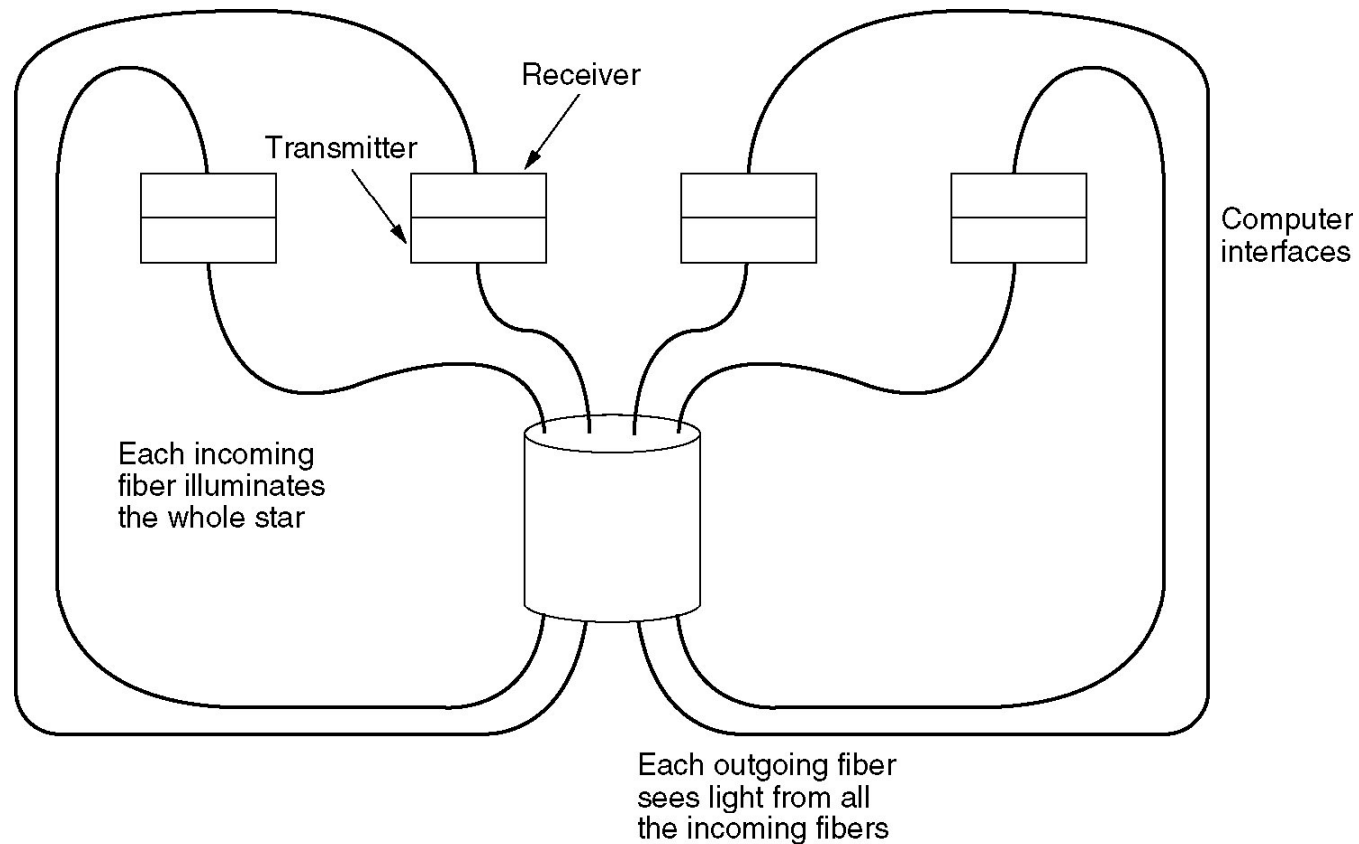 Receiver
Transmitter
Computer
interfaces
Each incoming
fiber illuminates
the whole star
Each outgoing fiber
sees light from all
the incoming fibers